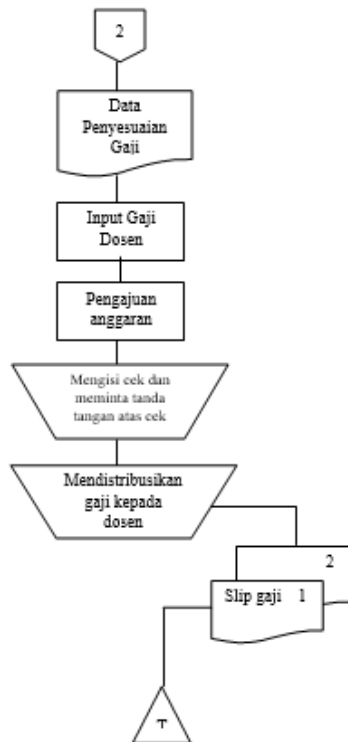 2
Data
Penyesuaian
Gaji
Input Gaji
Dosen
Pengajuan
anggaran
Mengisi cek dan
meminta tanda
tangan atas cek
Mendistribusikan
gaji kepada
dosen
2
Slip gaji 1
T